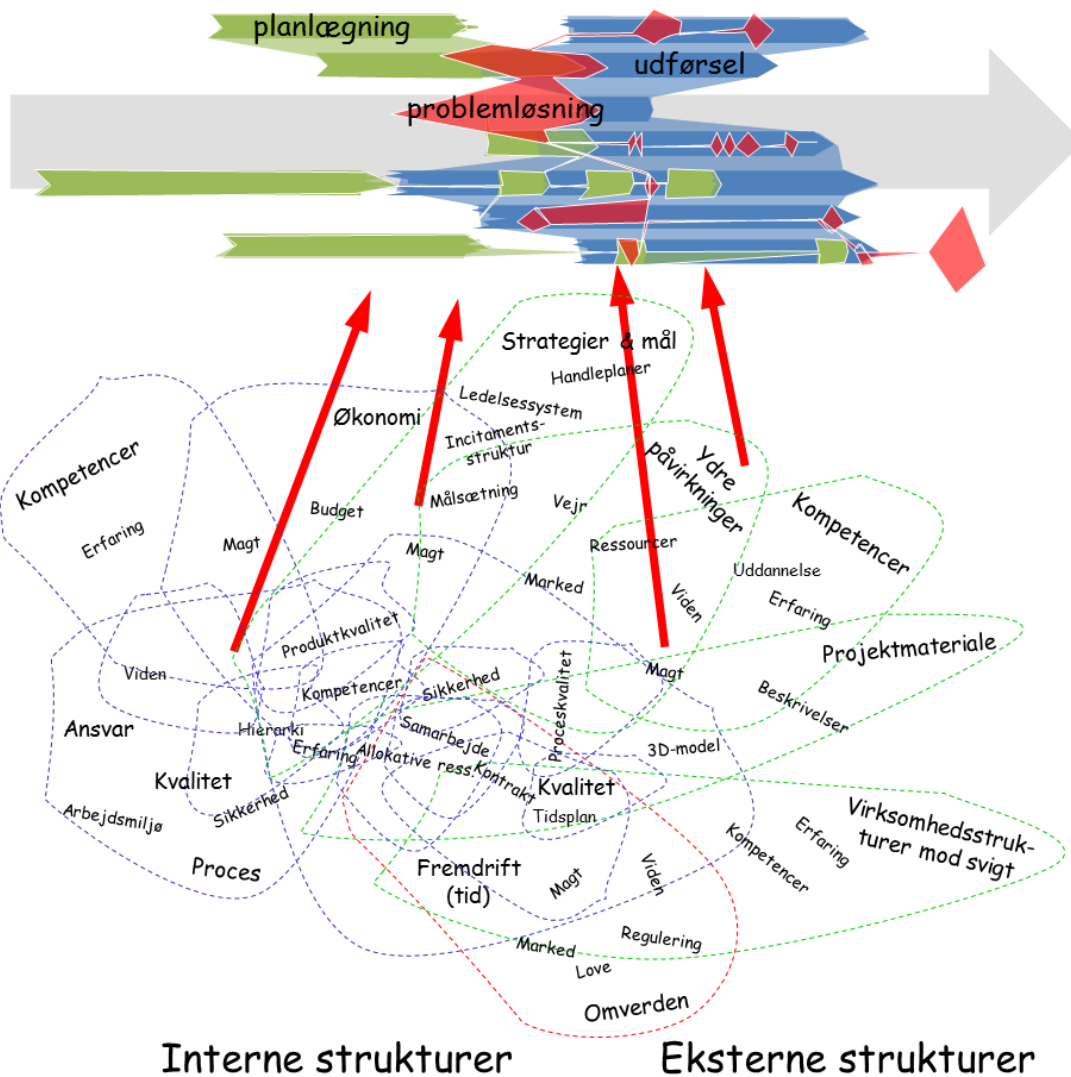 planlægning
udførsel
problemløsning
Strategier & mål
Handleplaner
Ledelsessystem
Økonomi
Incitaments-
struktur
Ydre
påvirkninger
Kompetencer
Målsætning
Budget
Vejr
Kompetencer
Erfaring
Magt
Magt
Ressourcer
Marked
Uddannelse
Viden
Erfaring
Produktkvalitet
Projektmateriale
Viden
Kompetencer
Sikkerhed
Proceskvalitet
Magt
Beskrivelser
Ansvar
Hierarki
Samarbejde
Erfaring
Allokative ress.
3D-model
Kvalitet
Kontrakt
Kvalitet
Tidsplan
Arbejdsmiljø
Sikkerhed
Virksomhedsstruk-
turer mod svigt
Erfaring
Kompetencer
Proces
Fremdrift
(tid)
Magt
Viden
Marked
Regulering
Love
Omverden
Interne strukturer
Eksterne strukturer